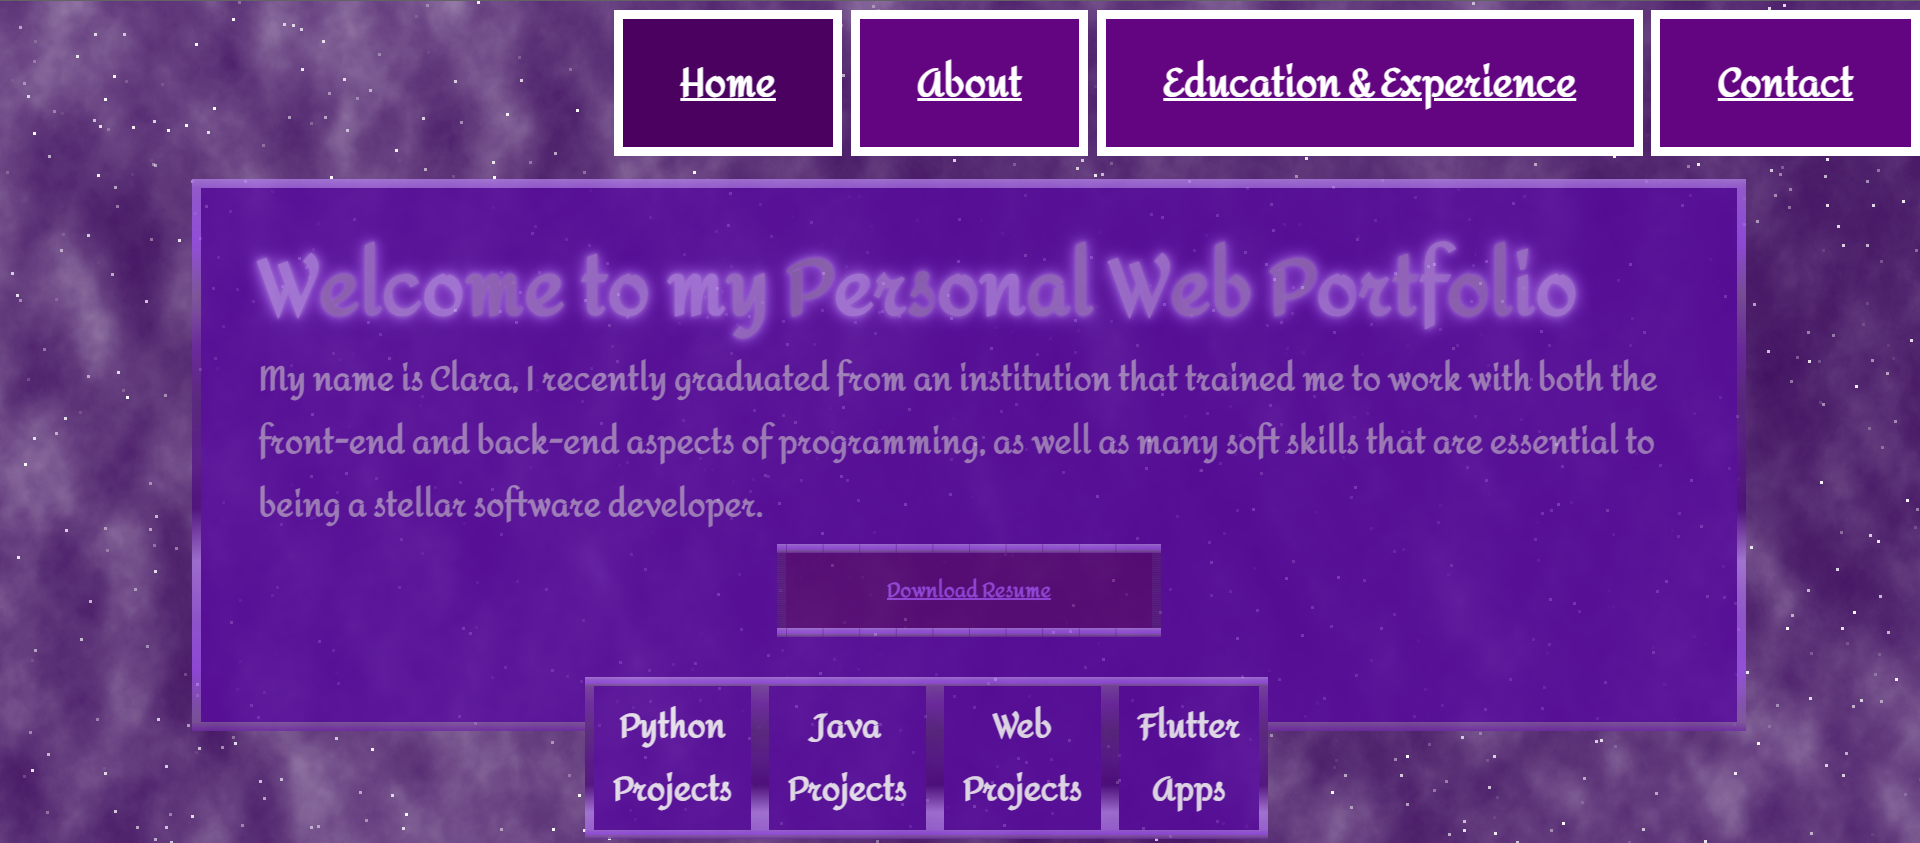 Home About Education & Experience Contact
Welcome to my Personal Web Portfolio
My name is Clara, I recently graduated from an institution that trained me to work with both the
front-end and back-end aspects of programming, as well as many soft skills that are essential to
being a stellar software developer.
Download Resume
Python Projects
Java Projects
Web Projects
Flutter Apps